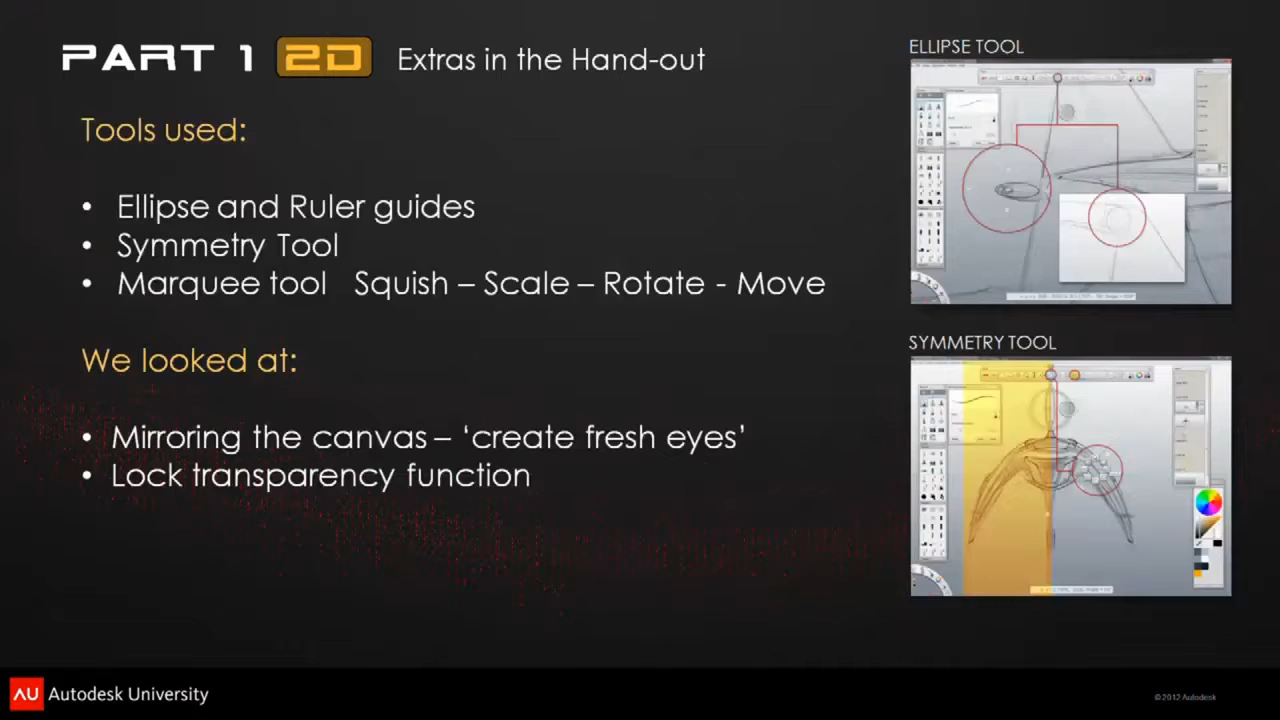 PART 1 2D Extras in the Hand-out
Tools used:
• Ellipse and Ruler guides
• Symmetry Tool
• Marquee tool Squish – Scale – Rotate - Move
We looked at:
• Mirroring the canvas – ‘create fresh eyes’
• Lock transparency function
ELLIPSE TOOL
SYMMETRY TOOL
AU Autodesk University
© 2012 Autodesk